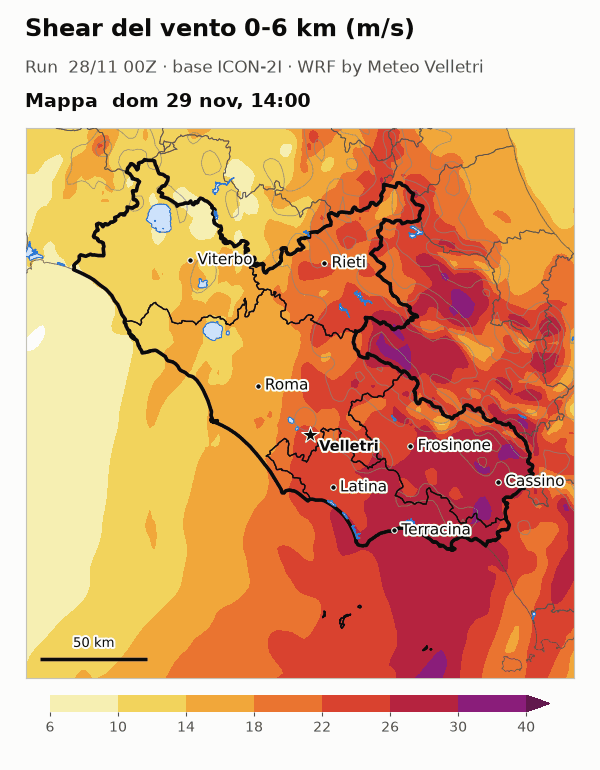 Shear del vento 0-6 km (m/s)
Run  28/11 00Z · base ICON-2I · WRF by Meteo Velletri
Mappa  dom 29 nov, 14:00
Viterbo
Rieti
Roma
Velletri
Frosinone
Cassino
Latina
Terracina
50 km
6 10 14 18 22 26 30 40